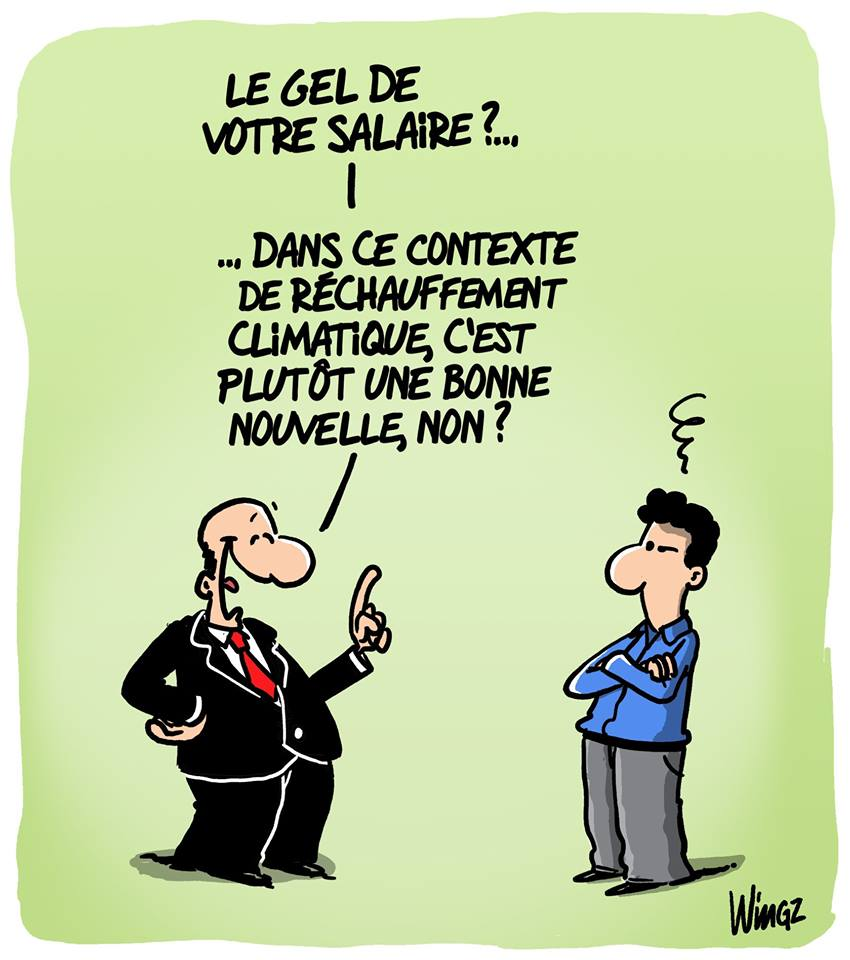 LE GEL DE
VOTRE SALAIRE ?...
... DANS CE CONTEXTE
DE RÉCHAUFFEMENT
CLIMATIQUE, C'EST
PLUTÔT UNE BONNE
NOUVELLE, NON ?
WINGZ